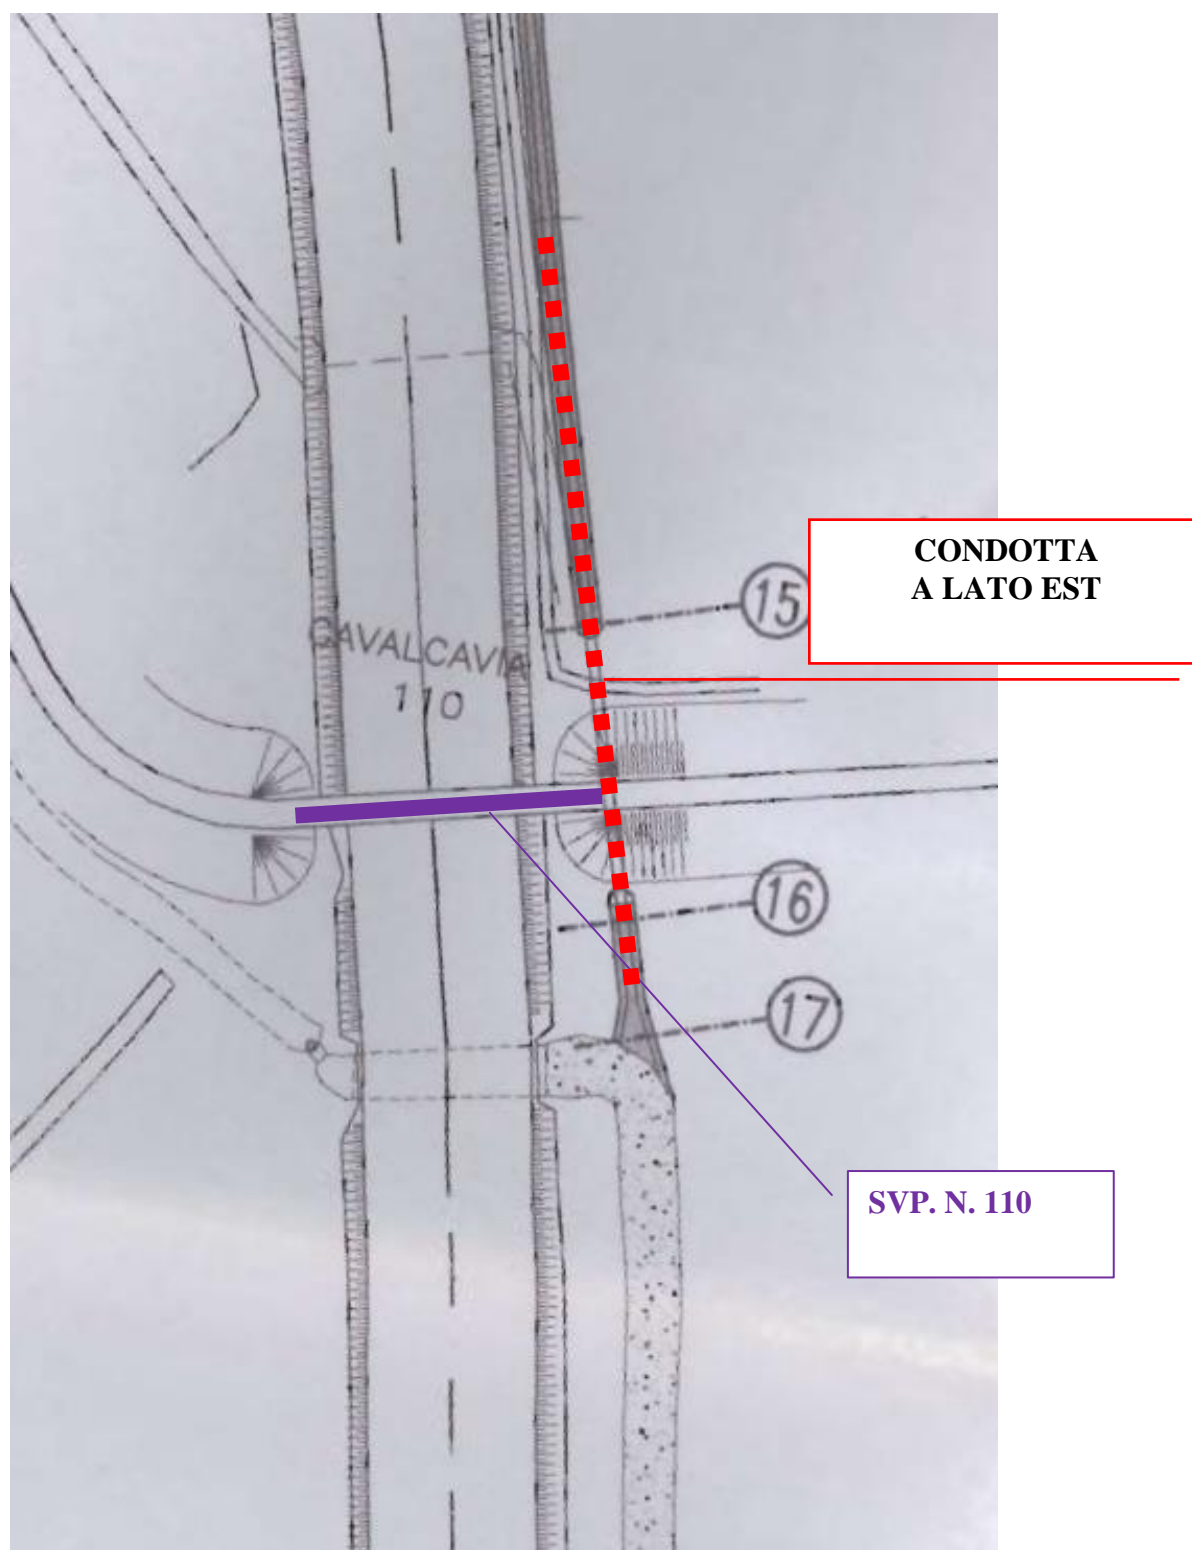 CONDOTTA
A LATO EST
15
CAVALCAVIA
110
16
17
SVP. N. 110